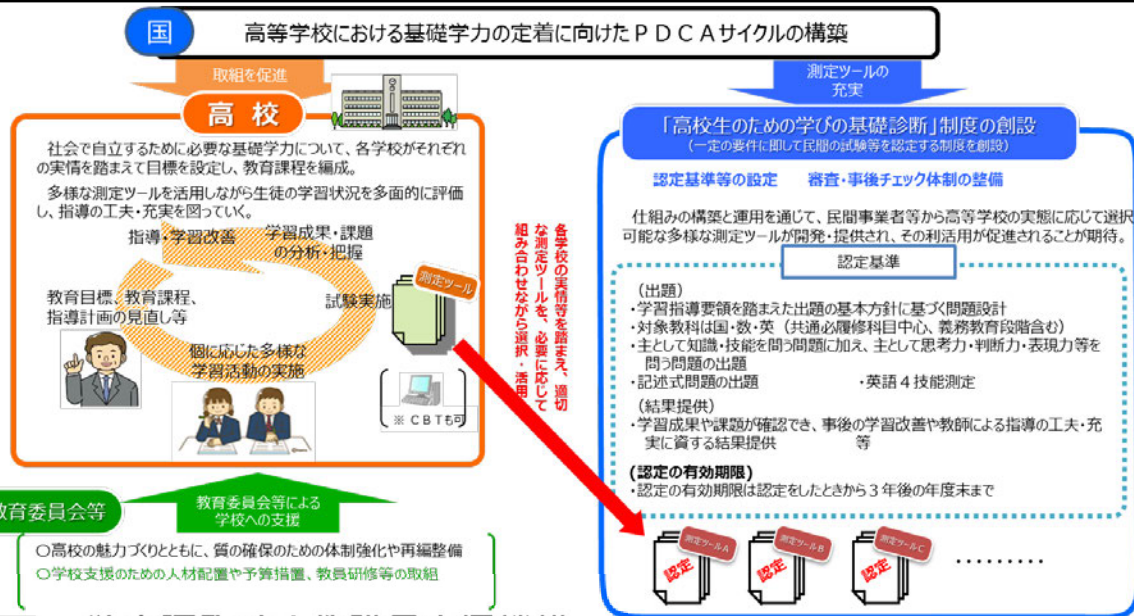 国
高等学校における基礎学力の定着に向けたＰＤＣＡサイクルの構築
取組を促進
高校
社会で自立するために必要な基礎学力について、各学校がそれぞれ
の実情を踏まえて目標を設定し、教育課程を編成。
多様な測定ツールを活用しながら生徒の学習状況を多面的に評価
し、指導の工夫・充実を図っていく。
指導・学習改善
学習成果・課題
の分析・把握
測定ツール
教育目標、教育課程、
指導計画の見直し等
試験実施
個に応じた多様な
学習活動の実施
※ ＣＢＴも可
各学校の実情等を踏まえ、適切
な測定ツールを、必要に応じて
組み合わせながら選択・活用
教育委員会等による
学校への支援
教育委員会等
○高校の魅力づくりとともに、質の確保のための体制強化や再編整備
○学校支援のための人材配置や予算措置、教員研修等の取組
測定ツールの
充実
「高校生のための学びの基礎診断」制度の創設
(一定の要件に即して民間の試験等を認定する制度を創設)
認定基準等の設定　審査・事後チェック体制の整備
仕組みの構築と運用を通じて、民間事業者等から高等学校の実態に応じて選択
可能な多様な測定ツールが開発・提供され、その利活用が促進されることが期待。
認定基準
（出題）
・学習指導要領を踏まえた出題の基本方針に基づく問題設計
・対象教科は国・数・英（共通必履修科目中心、義務教育段階含む）
・主として知識・技能を問う問題に加え、主として思考力・判断力・表現力等を
問う問題の出題
・記述式問題の出題　・英語４技能測定
（結果提供）
・学習成果や課題が確認でき、事後の学習改善や教師による指導の工夫・充
実に資する結果提供　等
(認定の有効期限)
・認定の有効期限は認定をしたときから３年後の年度末まで
測定ツールA
認定
測定ツールB
認定
測定ツールC
認定
………